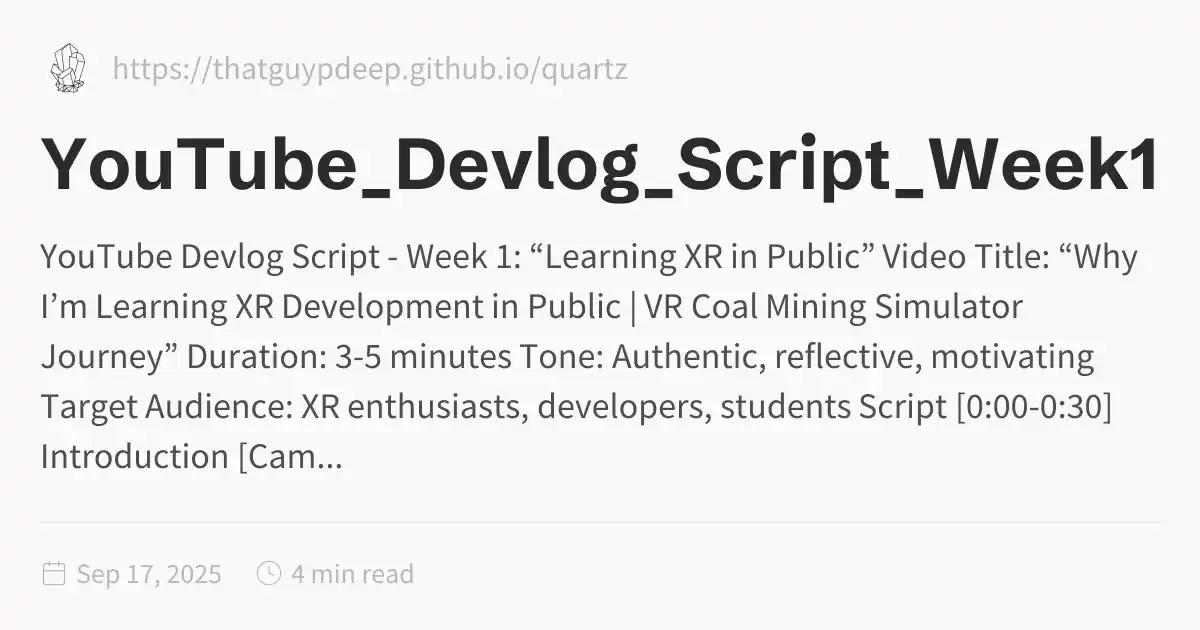 https://thatguypdeep.github.io/quartz
YouTube_Devlog_Script_Week1
YouTube Devlog Script - Week 1: “Learning XR in Public” Video Title: “Why
I’m Learning XR Development in Public | VR Coal Mining Simulator
Journey” Duration: 3-5 minutes Tone: Authentic, reflective, motivating
Target Audience: XR enthusiasts, developers, students Script [0:00-0:30]
Introduction [Cam...
Sep 17, 2025 4 min read